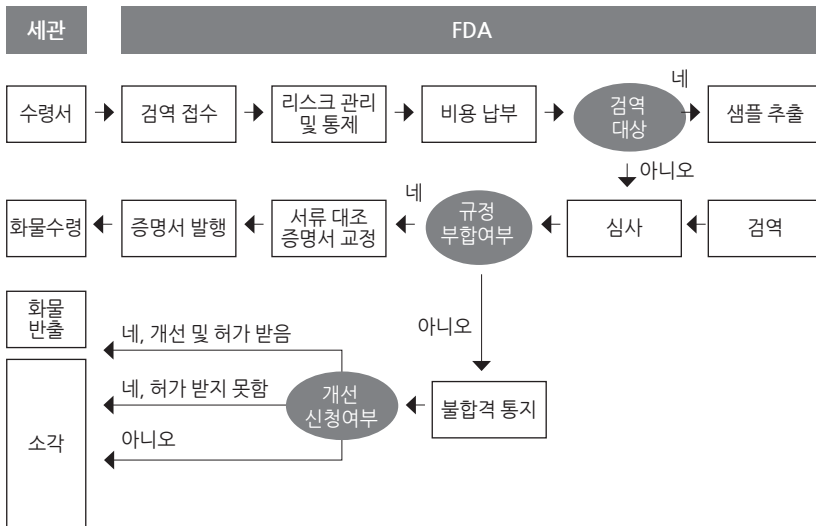 세관
FDA
수령서
검역 접수
리스크 관리
및 통제
비용 납부
검역
대상
네
샘플 추출
아니오
화물수령
증명서 발행
서류 대조
증명서 교정
네
규정
부합여부
심사
검역
화물
반출
아니오
네, 개선 및 허가 받음
네, 허가 받지 못함
개선
신청여부
불합격 통지
소각
아니오